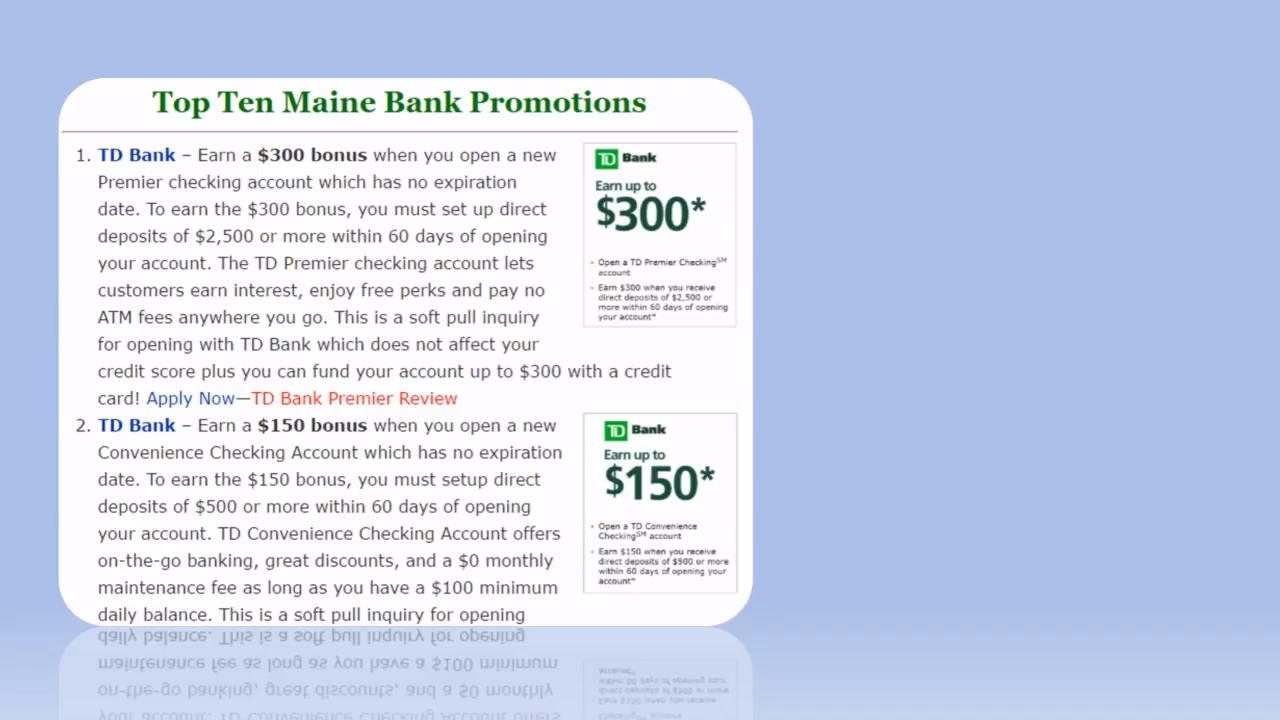 Top Ten Maine Bank Promotions
1. TD Bank – Earn a $300 bonus when you open a new
Premier checking account which has no expiration
date. To earn the $300 bonus, you must set up direct
deposits of $2,500 or more within 60 days of opening
your account. The TD Premier checking account lets
customers earn interest, enjoy free perks and pay no
ATM fees anywhere you go. This is a soft pull inquiry
for opening with TD Bank which does not affect your
credit score plus you can fund your account up to $300 with a credit
card! Apply Now—TD Bank Premier Review
TD Bank
Earn up to
$300*
• Open a TD Premier Checking℠
account
• Earn $300 when you receive
direct deposits of $2,500 or
more within 60 days of opening
your account*
2. TD Bank – Earn a $150 bonus when you open a new
Convenience Checking Account which has no expiration
date. To earn the $150 bonus, you must setup direct
deposits of $500 or more within 60 days of opening
your account. TD Convenience Checking Account offers
on-the-go banking, great discounts, and a $0 monthly
maintenance fee as long as you have a $100 minimum
daily balance. This is a soft pull inquiry for opening
TD Bank
Earn up to
$150*
• Open a TD Convenience
Checking℠ account
• Earn $150 when you receive
direct deposits of $500 or more
within 60 days of opening your
account*